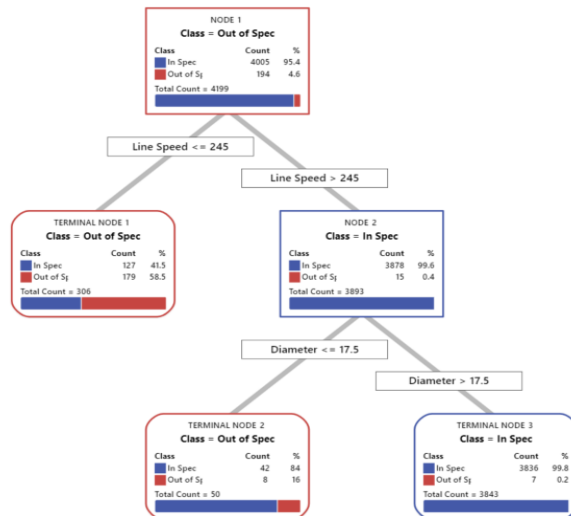 NODE 1
Class = Out of Spec
Class Count %
In Spec 4005 95.4
Out of Sp 194 4.6
Total Count = 4199
Line Speed <= 245
Line Speed > 245
TERMINAL NODE 1
Class = Out of Spec
Class Count %
In Spec 127 41.5
Out of Sp 179 58.5
Total Count = 306
NODE 2
Class = In Spec
Class Count %
In Spec 3878 99.6
Out of Sp 15 0.4
Total Count = 3893
Diameter <= 17.5
Diameter > 17.5
TERMINAL NODE 2
Class = Out of Spec
Class Count %
In Spec 42 84
Out of Sp 8 16
Total Count = 50
TERMINAL NODE 3
Class = In Spec
Class Count %
In Spec 3836 99.8
Out of Sp 7 0.2
Total Count = 3843